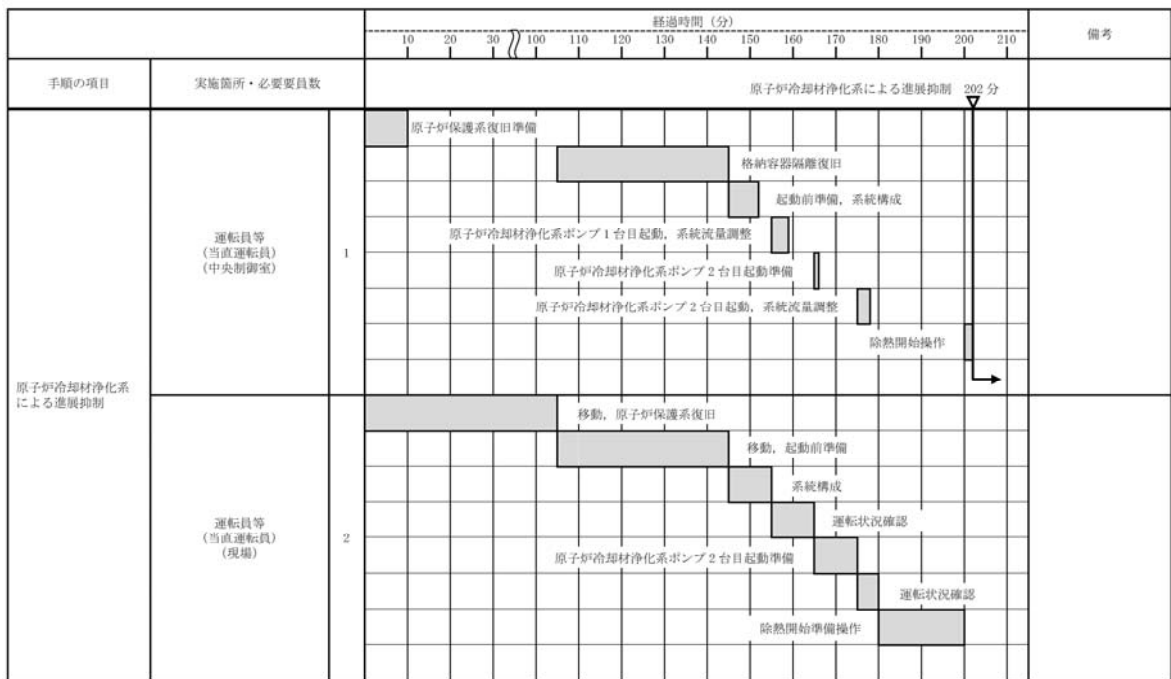 経過時間（分）
備考
10 20 30 100 110 120 130 140 150 160 170 180 190 200 210
手順の項目
実施箇所・必要要員数
原子炉冷却材浄化系による進展抑制 202 分
原子炉冷却材浄化系
による進展抑制
運転員等
（当直運転員）
（中央制御室）
1
原子炉保護系復旧準備
格納容器隔離復旧
起動前準備，系統構成
原子炉冷却材浄化系ポンプ 1 台目起動，系統流量調整
原子炉冷却材浄化系ポンプ 2 台目起動準備
原子炉冷却材浄化系ポンプ 2 台目起動，系統流量調整
除熱開始操作
運転員等
（当直運転員）
（現場）
2
移動，原子炉保護系復旧
移動，起動前準備
系統構成
運転状況確認
原子炉冷却材浄化系ポンプ 2 台目起動準備
運転状況確認
除熱開始準備操作